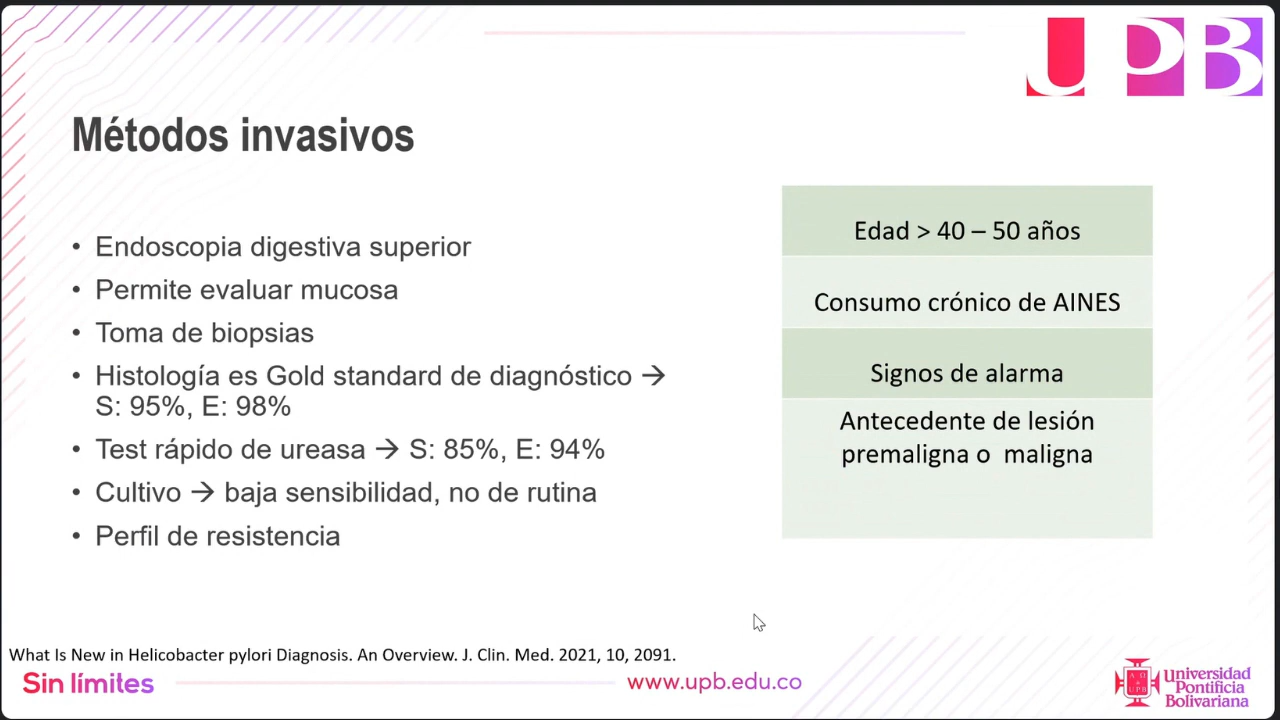 UPB
Métodos invasivos
• Endoscopia digestiva superior
• Permite evaluar mucosa
• Toma de biopsias
• Histología es Gold standard de diagnóstico →
S: 95%, E: 98%
• Test rápido de ureasa → S: 85%, E: 94%
• Cultivo → baja sensibilidad, no de rutina
• Perfil de resistencia
Edad > 40 – 50 años
Consumo crónico de AINES
Signos de alarma
Antecedente de lesión
premaligna o maligna
What Is New in Helicobacter pylori Diagnosis. An Overview. J. Clin. Med. 2021, 10, 2091.
Sin límites
www.upb.edu.co
Universidad
Pontificia
Bolivariana